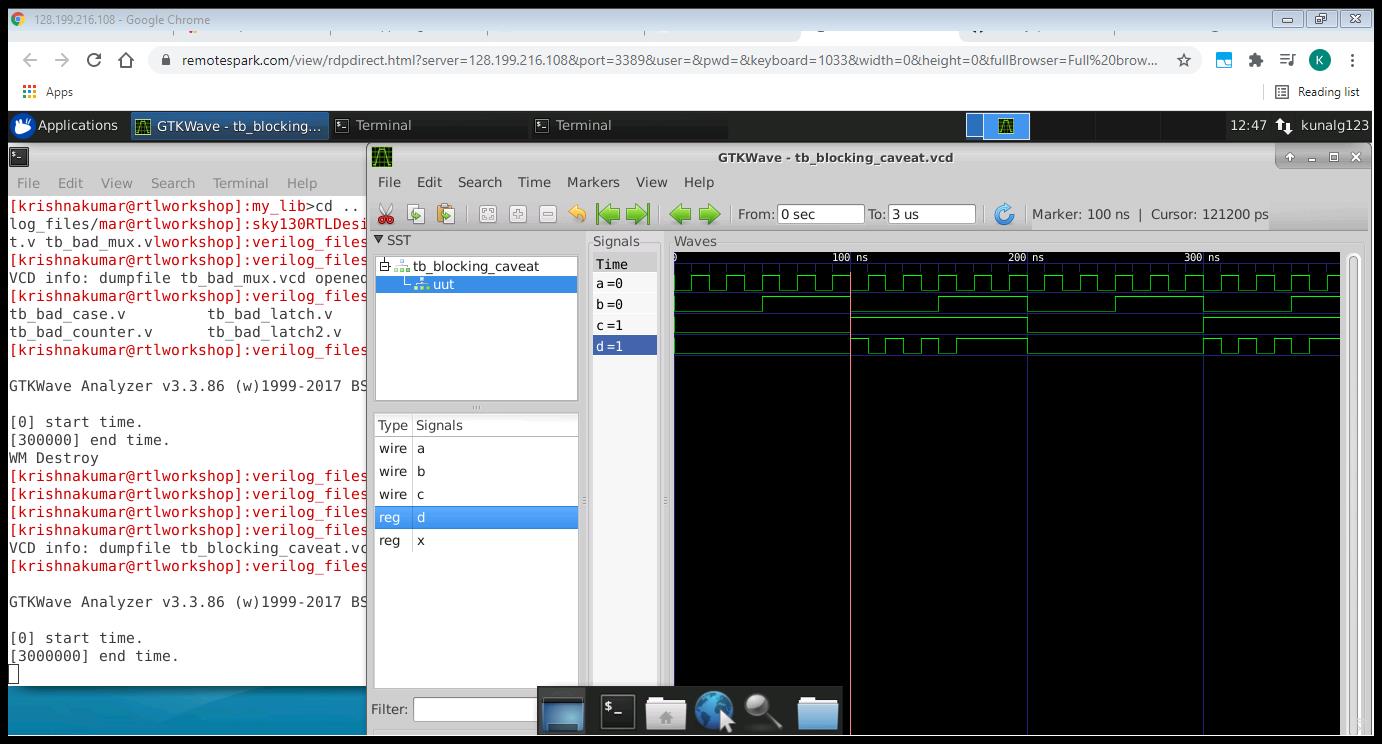 128.199.216.108 - Google Chrome
remotespark.com/view/rdpdirect.html?server=128.199.216.108&port=3389&user=&pwd=&keyboard=1033&width=0&height=0&fullBrowser=Full%20brow...
K
Apps
Reading list
Applications
GTKWave - tb_blocking...
Terminal
Terminal
12:47
kunalg123
File Edit View Search Terminal Help
[krishnakumar@rtlworkshop]:my_lib>cd ..
log_files/mar@rtlworkshop]:sky130RTLDesi
t.v tb_bad_mux.vlworkshop]:verilog_files
[krishnakumar@rtlworkshop]:verilog_files
VCD info: dumpfile tb_bad_mux.vcd opened
[krishnakumar@rtlworkshop]:verilog_files
tb_bad_case.v tb_bad_latch.v
tb_bad_counter.v tb_bad_latch2.v
[krishnakumar@rtlworkshop]:verilog_files
GTKWave Analyzer v3.3.86 (w)1999-2017 BS
[0] start time.
[300000] end time.
WM Destroy
[krishnakumar@rtlworkshop]:verilog_files
[krishnakumar@rtlworkshop]:verilog_files
[krishnakumar@rtlworkshop]:verilog_files
[krishnakumar@rtlworkshop]:verilog_files
VCD info: dumpfile tb_blocking_caveat.vc
[krishnakumar@rtlworkshop]:verilog_files
GTKWave Analyzer v3.3.86 (w)1999-2017 BS
[0] start time.
[3000000] end time.
GTKWave - tb_blocking_caveat.vcd
File Edit Search Time Markers View Help
From: 0 sec To: 3 us Marker: 100 ns | Cursor: 121200 ps
SST
tb_blocking_caveat
uut
Type Signals
wire a
wire b
wire c
reg d
reg x
Filter:
Signals
Time
a =0
b =0
c =1
d =1
Waves
0 100 ns 200 ns 300 ns
$_